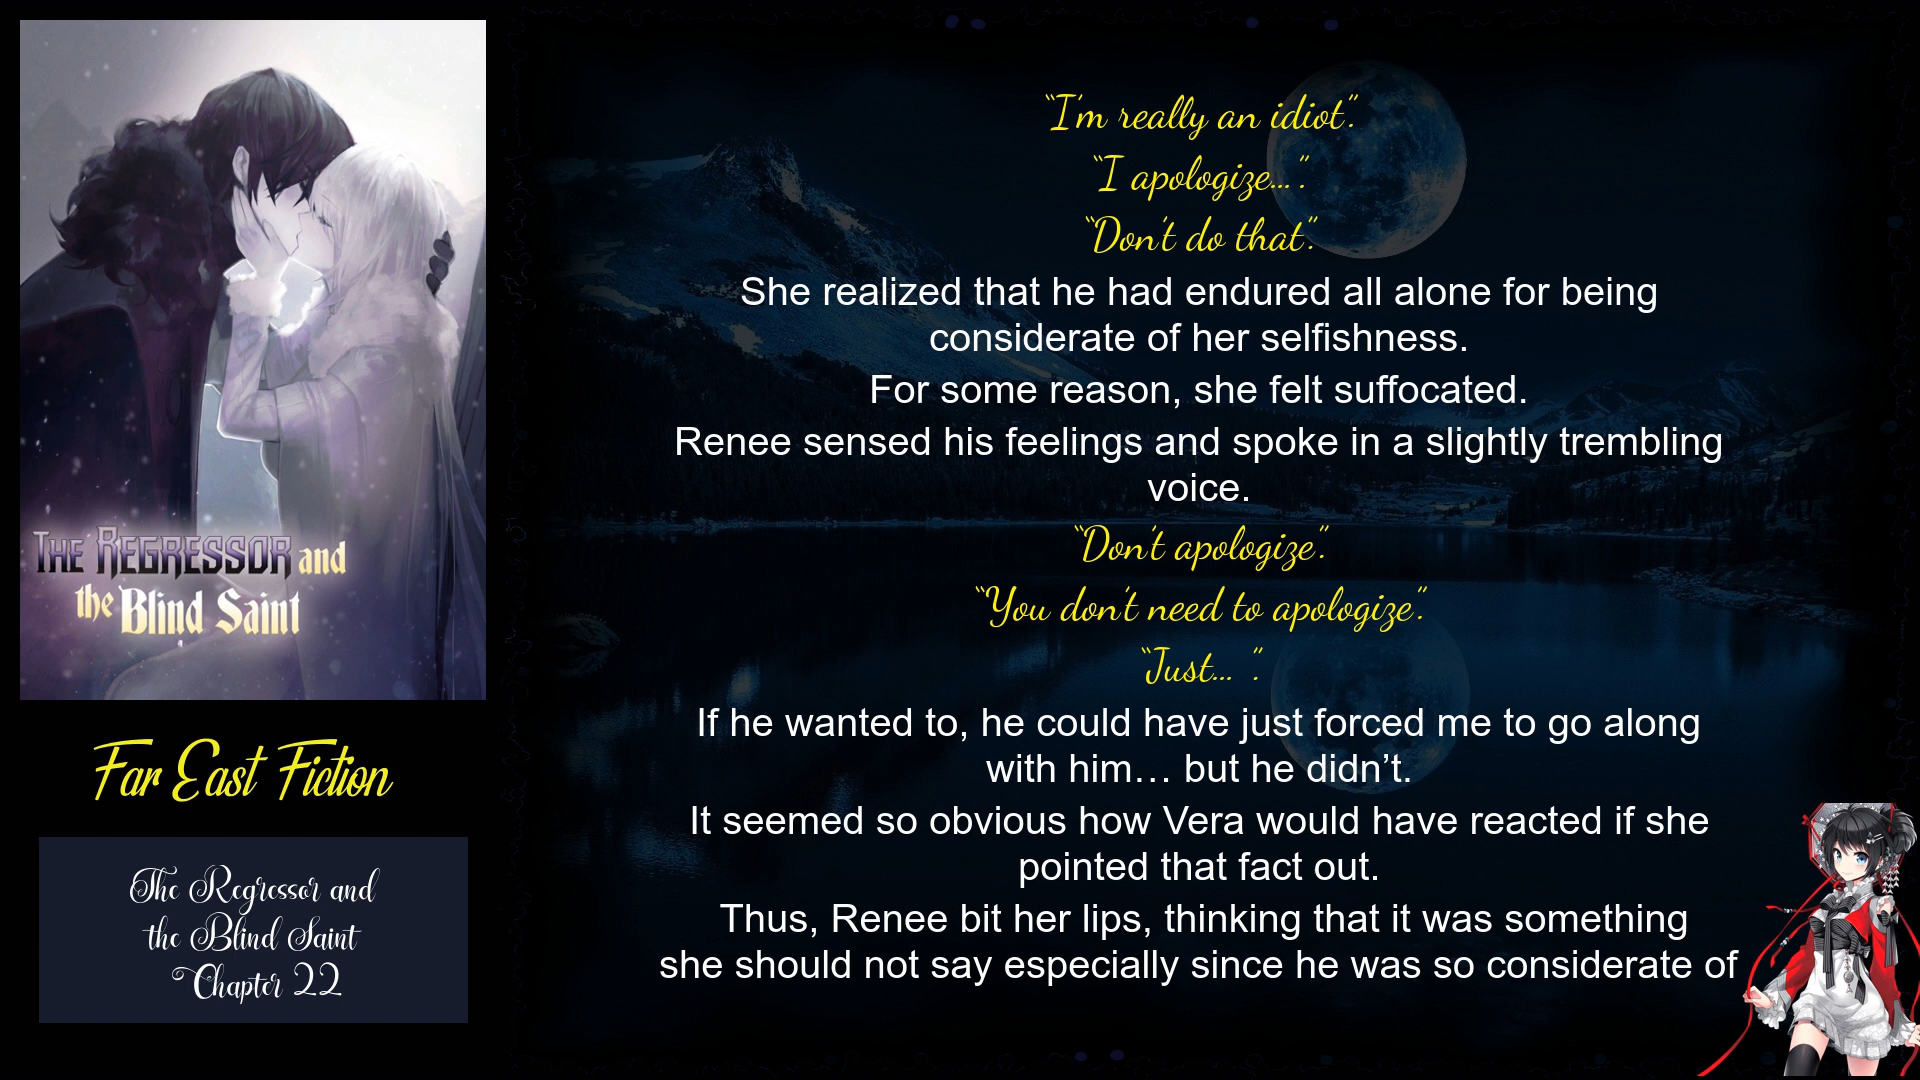 THE REGRESSOR and
the Blind Saint
Far East Fiction
The Regressor and
the Blind Saint
Chapter 22
“I’m really an idiot”.
“I apologize…”.
“Don’t do that”.
She realized that he had endured all alone for being
considerate of her selfishness.
For some reason, she felt suffocated.
Renee sensed his feelings and spoke in a slightly trembling
voice.
“Don’t apologize”.
“You don’t need to apologize”.
“Just… ”.
If he wanted to, he could have just forced me to go along
with him… but he didn’t.
It seemed so obvious how Vera would have reacted if she
pointed that fact out.
Thus, Renee bit her lips, thinking that it was something
she should not say especially since he was so considerate of